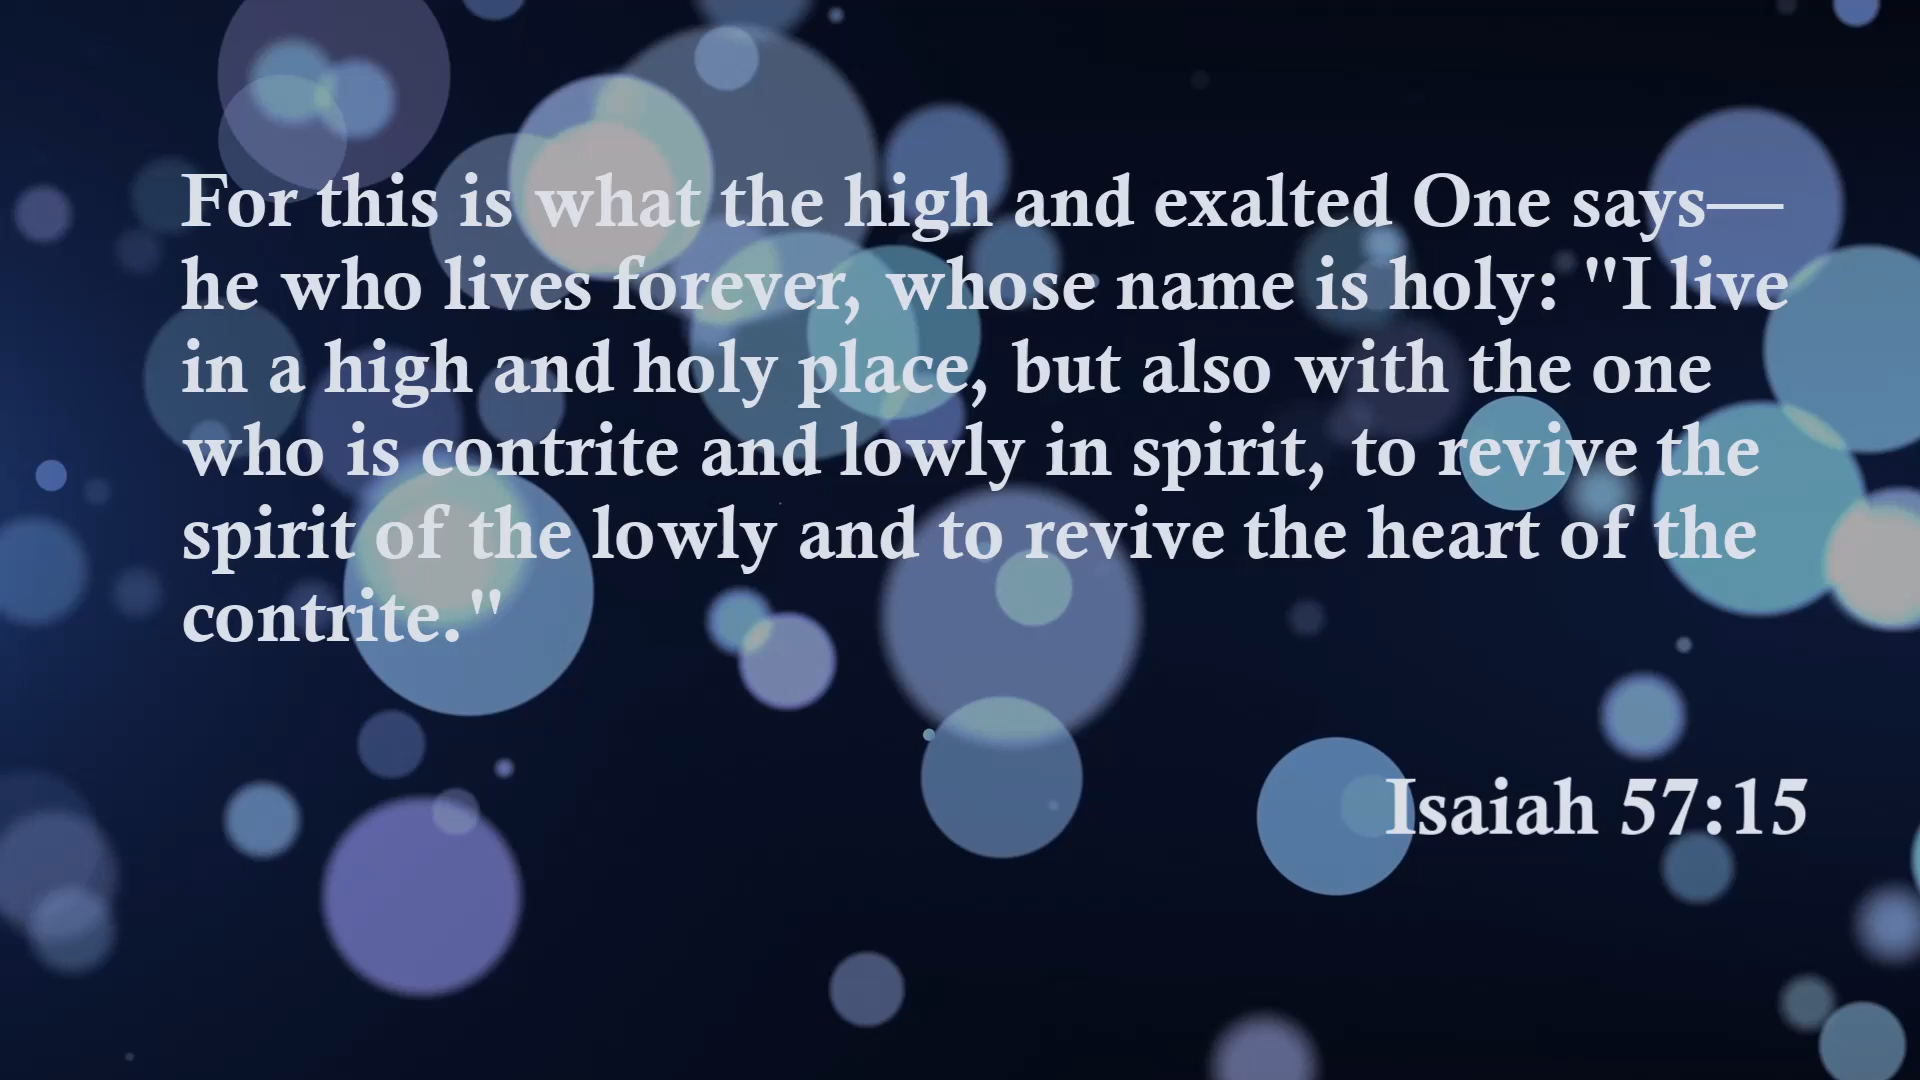 For this is what the high and exalted One says—
he who lives forever, whose name is holy: "I live
in a high and holy place, but also with the one
who is contrite and lowly in spirit, to revive the
spirit of the lowly and to revive the heart of the
contrite."
Isaiah 57:15